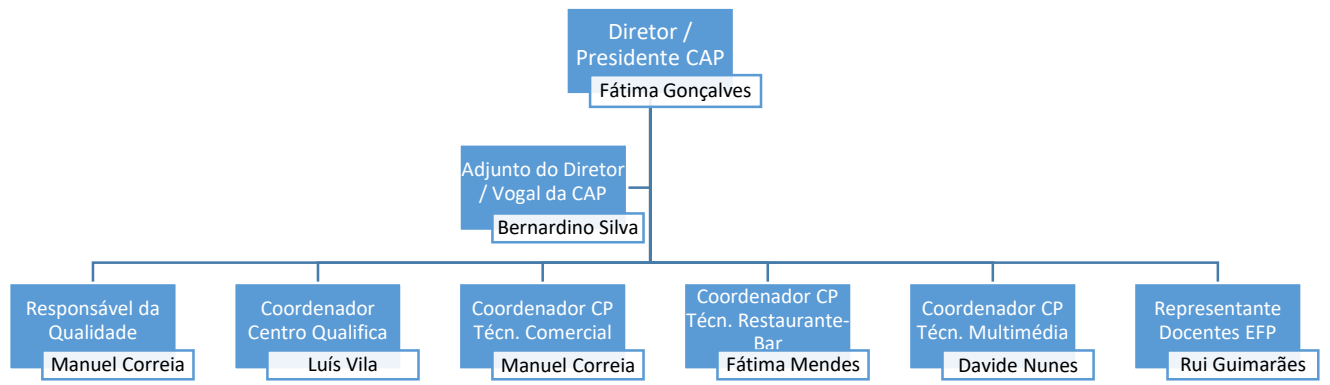 Diretor /
Presidente CAP
Fátima Gonçalves
Adjunto do Diretor
/ Vogal da CAP
Bernardino Silva
Responsável da
Qualidade
Manuel Correia
Coordenador
Centro Qualifica
Luís Vila
Coordenador CP
Técn. Comercial
Manuel Correia
Coordenador CP
Técn. Restaurante-
Bar
Fátima Mendes
Coordenador CP
Técn. Multimédia
Davide Nunes
Representante
Docentes EFP
Rui Guimarães